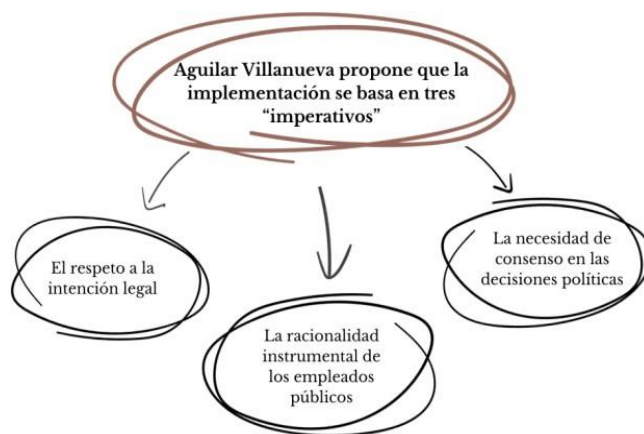 Aguilar Villanueva propone que la
implementación se basa en tres
“imperativos”
El respeto a la
intención legal
La racionalidad
instrumental de
los empleados
públicos
La necesidad de
consenso en las
decisiones políticas